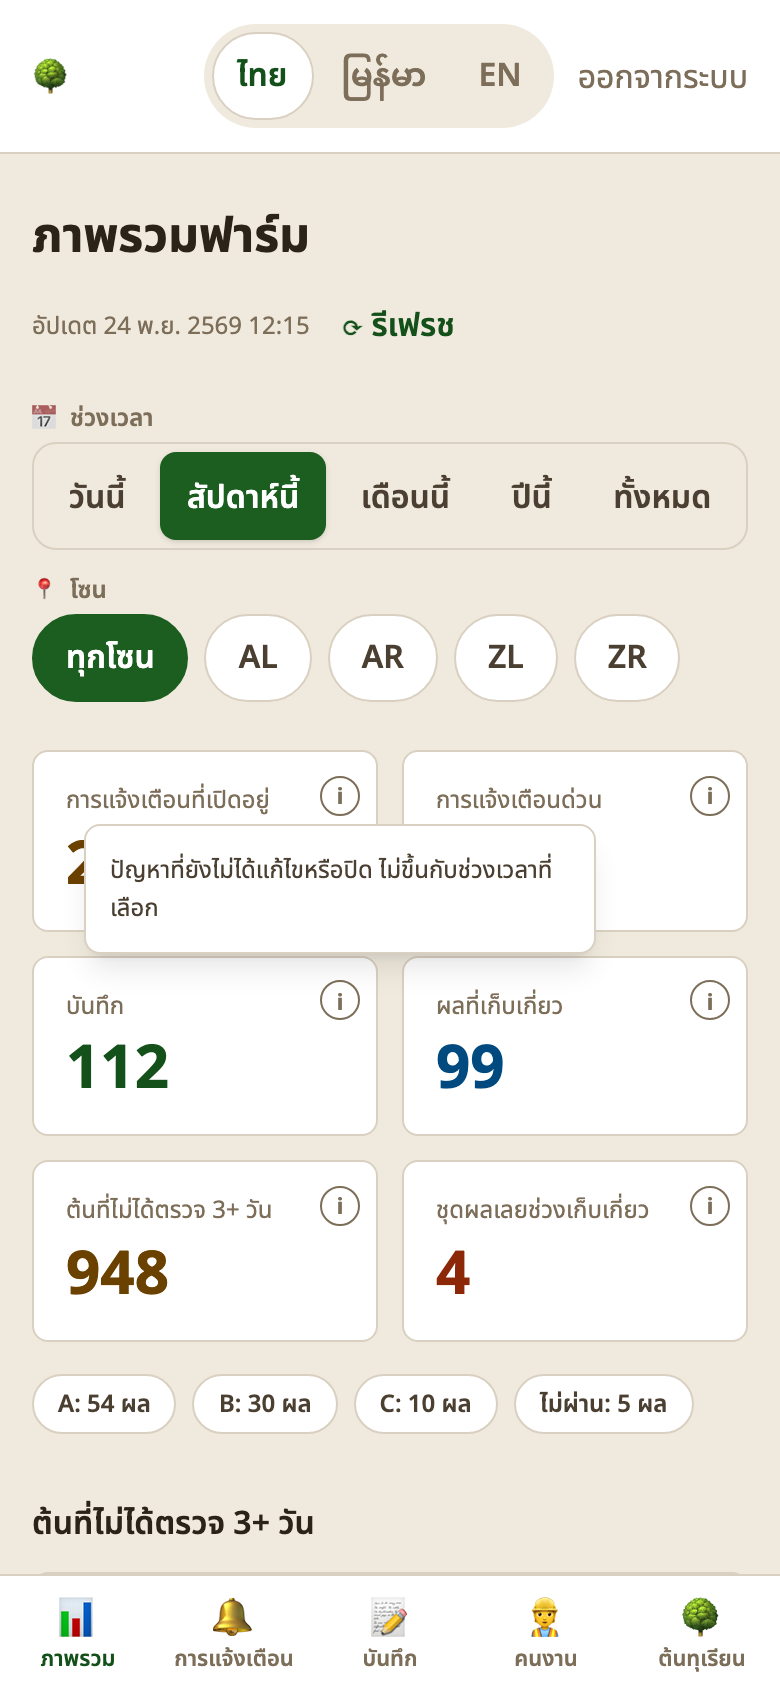 ไทย
မြန်မာ
EN
ออกจากระบบ
ภาพรวมฟาร์ม
อัปเดต 24 พ.ย. 2569 12:15
⟳ รีเฟรช
17 ช่วงเวลา
วันนี้
สัปดาห์นี้
เดือนนี้
ปีนี้
ทั้งหมด
โซน
ทุกโซน
AL
AR
ZL
ZR
การแจ้งเตือนที่เปิดอยู่
i
การแจ้งเตือนด่วน
i
ปัญหาที่ยังไม่ได้แก้ไขหรือปิด ไม่ขึ้นกับช่วงเวลาที่
เลือก
บันทึก
i
112
ผลที่เก็บเกี่ยว
i
99
ต้นที่ไม่ได้ตรวจ 3+ วัน
i
948
ชุดผลเลยช่วงเก็บเกี่ยว
i
4
A: 54 ผล
B: 30 ผล
C: 10 ผล
ไม่ผ่าน: 5 ผล
ต้นที่ไม่ได้ตรวจ 3+ วัน
ภาพรวม
การแจ้งเตือน
บันทึก
คนงาน
ต้นทุเรียน